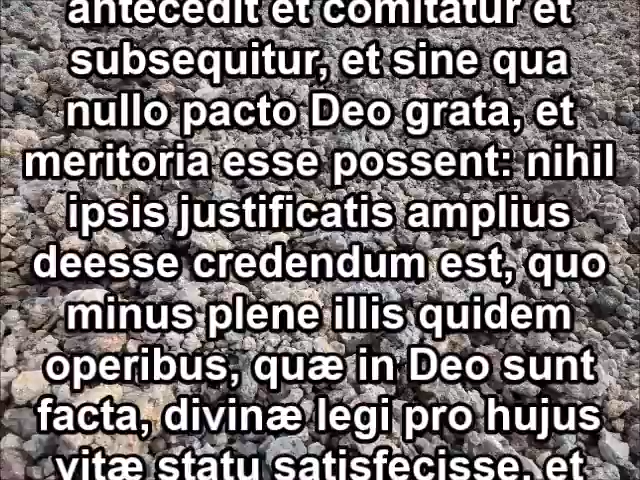 antecedit et comitatur et
subsequitur, et sine qua
nullo pacto Deo grata, et
meritoria esse possent: nihil
ipsis justificatis amplius
deesse credendum est, quo
minus plene illis quidem
operibus, quæ in Deo sunt
facta, divinæ legi pro hujus
vitæ statu satisfecisse, et